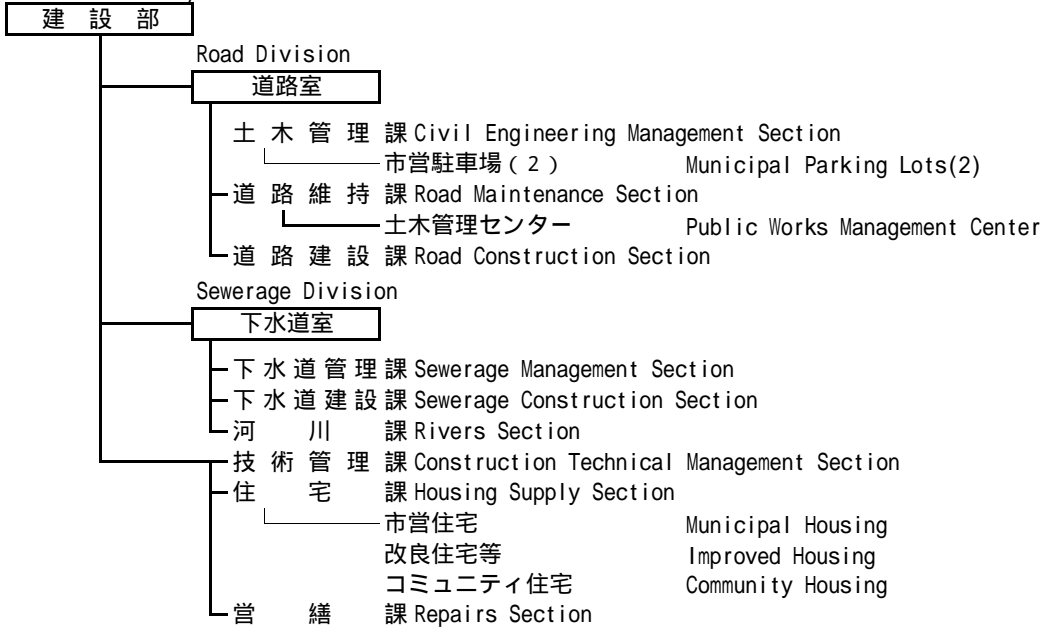 建設部
Road Division
道路室
土木管理課 Civil Engineering Management Section
市営駐車場(2) Municipal Parking Lots(2)
道路維持課 Road Maintenance Section
土木管理センター Public Works Management Center
道路建設課 Road Construction Section
Sewerage Division
下水道室
下水道管理課 Sewerage Management Section
下水道建設課 Sewerage Construction Section
河川課 Rivers Section
技術管理課 Construction Technical Management Section
住宅課 Housing Supply Section
市営住宅 Municipal Housing
改良住宅等 Improved Housing
コミュニティ住宅 Community Housing
営繕課 Repairs Section